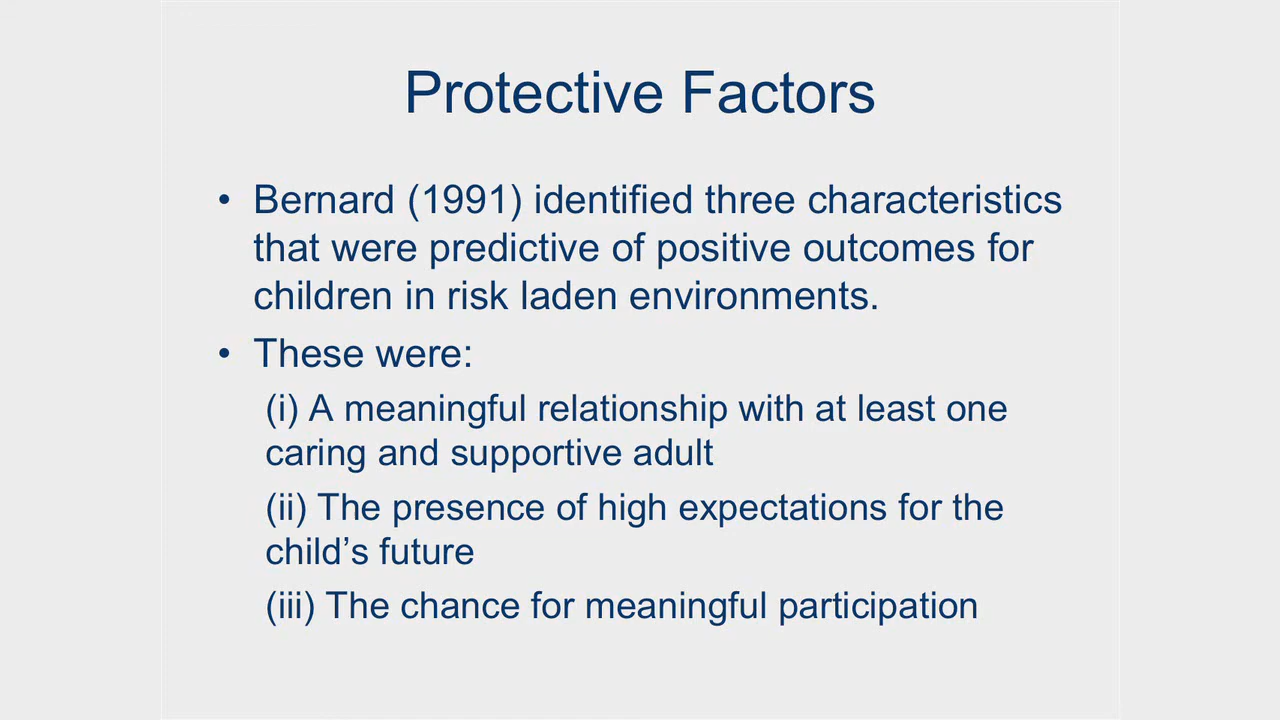 Protective Factors
• Bernard (1991) identified three characteristics
that were predictive of positive outcomes for
children in risk laden environments.
• These were:
(i) A meaningful relationship with at least one
caring and supportive adult
(ii) The presence of high expectations for the
child’s future
(iii) The chance for meaningful participation